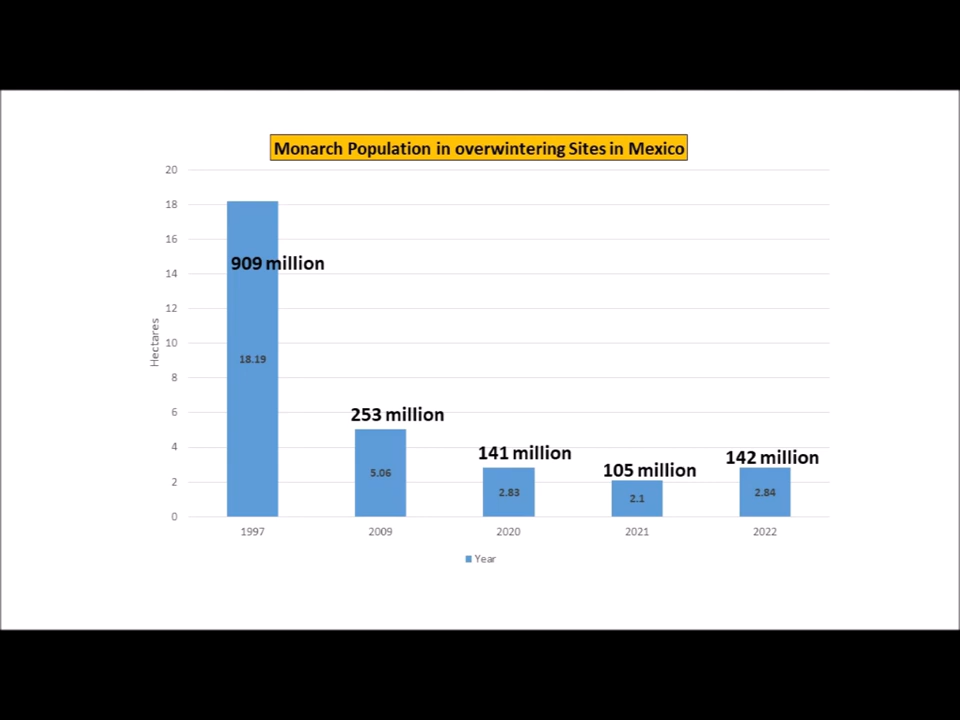 Monarch Population in overwintering Sites in Mexico
20
18
16
14
12
10
8
6
4
2
0
Hectares
909 million
18.19
253 million
5.06
141 million
2.83
105 million
2.1
142 million
2.84
1997 2009 2020 2021 2022
Year